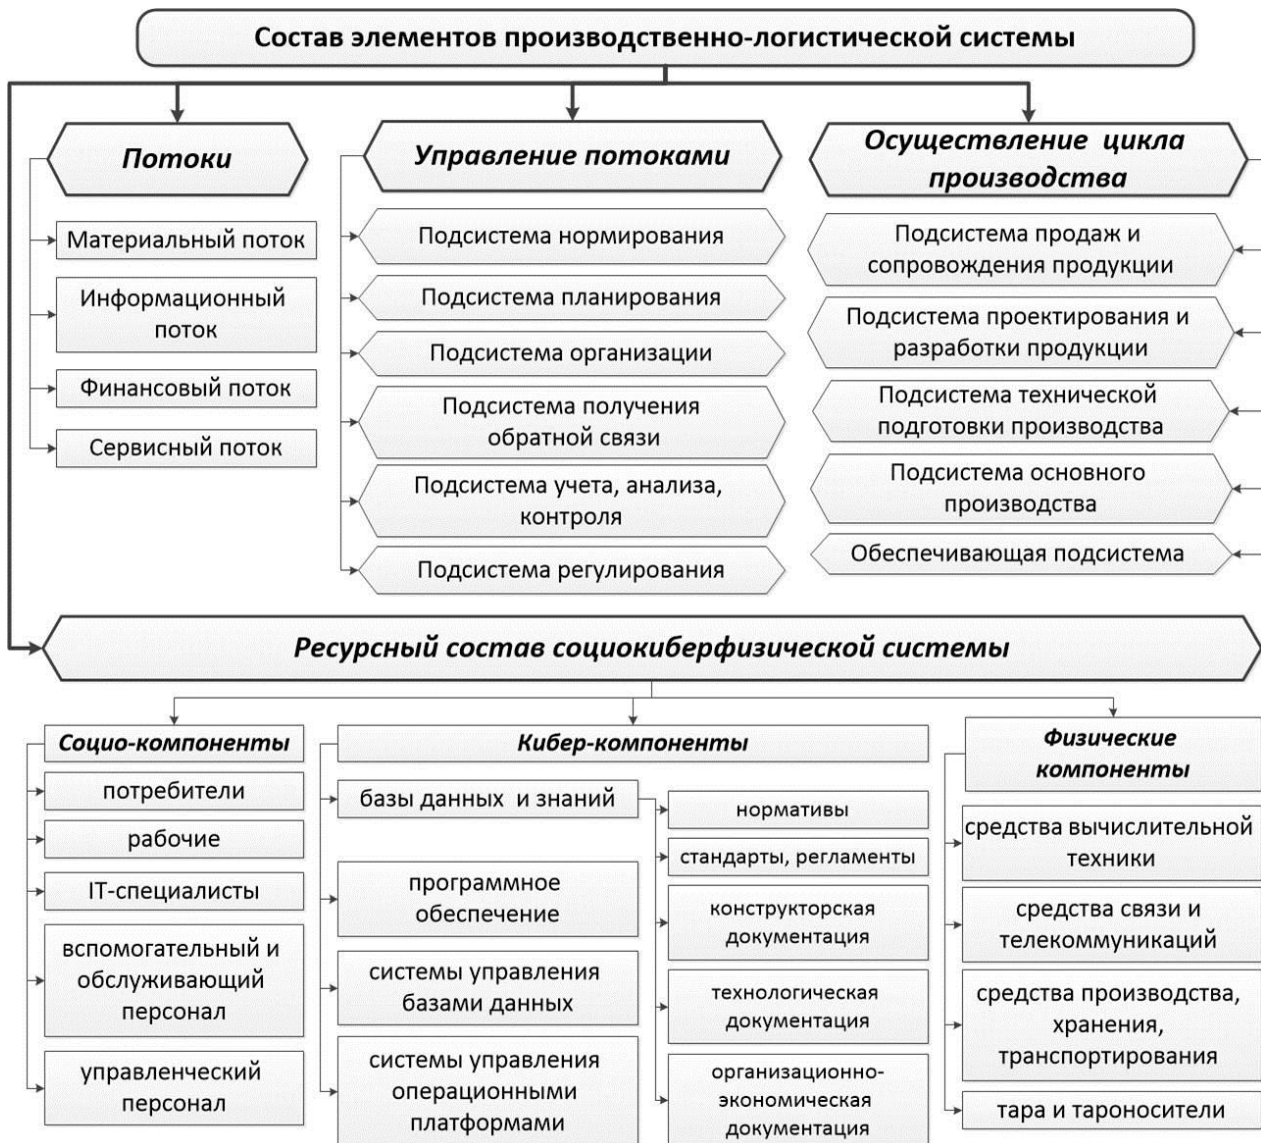 Состав элементов производственно-логистической системы
Потоки
Материальный поток
Информационный
поток
Финансовый поток
Сервисный поток
Управление потоками
Подсистема нормирования
Подсистема планирования
Подсистема организации
Подсистема получения
обратной связи
Подсистема учета, анализа,
контроля
Подсистема регулирования
Осуществление цикла
производства
Подсистема продаж и
сопровождения продукции
Подсистема проектирования и
разработки продукции
Подсистема технической
подготовки производства
Подсистема основного
производства
Обеспечивающая подсистема
Ресурсный состав социокиберфизической системы
Социо-компоненты
потребители
рабочие
IT-специалисты
вспомогательный и
обслуживающий
персонал
управленческий
персонал
Кибер-компоненты
базы данных и знаний
программное
обеспечение
системы управления
базами данных
системы управления
операционными
платформами
нормативы
стандарты, регламенты
конструкторская
документация
технологическая
документация
организационно-
экономическая
документация
Физические
компоненты
средства вычислительной
техники
средства связи и
телекоммуникаций
средства производства,
хранения,
транспортирования
тара и тароносители